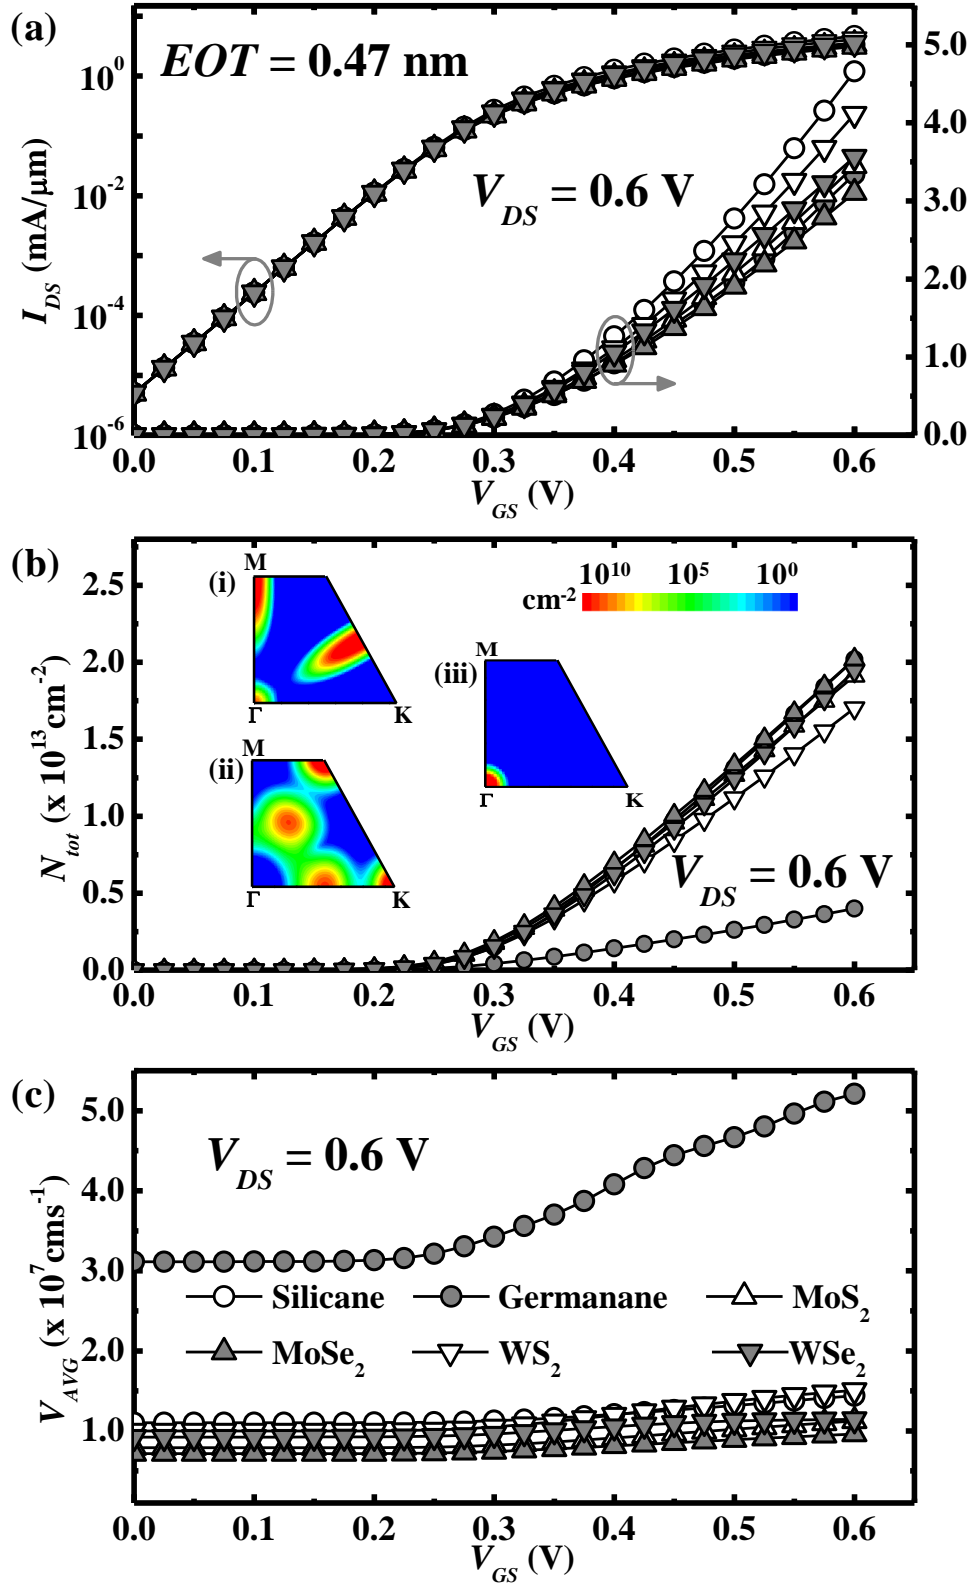 (a)
EOT = 0.47 nm
V_DS = 0.6 V
I_DS (mA/μm)
10^0
10^-2
10^-4
10^-6
5.0
4.0
3.0
2.0
1.0
0.0
0.0 0.1 0.2 0.3 0.4 0.5 0.6
V_GS (V)
(b)
N_tot (x 10^13 cm^-2)
2.5
2.0
1.5
1.0
0.5
0.0
(i)
M
Γ K
(ii)
M
Γ K
(iii)
M
Γ K
10^10 10^5 10^0
cm^-2
V_DS = 0.6 V
0.0 0.1 0.2 0.3 0.4 0.5 0.6
V_GS (V)
(c)
V_AVG (x 10^7 cms^-1)
5.0
4.0
3.0
2.0
1.0
V_DS = 0.6 V
Silicane Germanane MoS_2
MoSe_2 WS_2 WSe_2
0.0 0.1 0.2 0.3 0.4 0.5 0.6
V_GS (V)